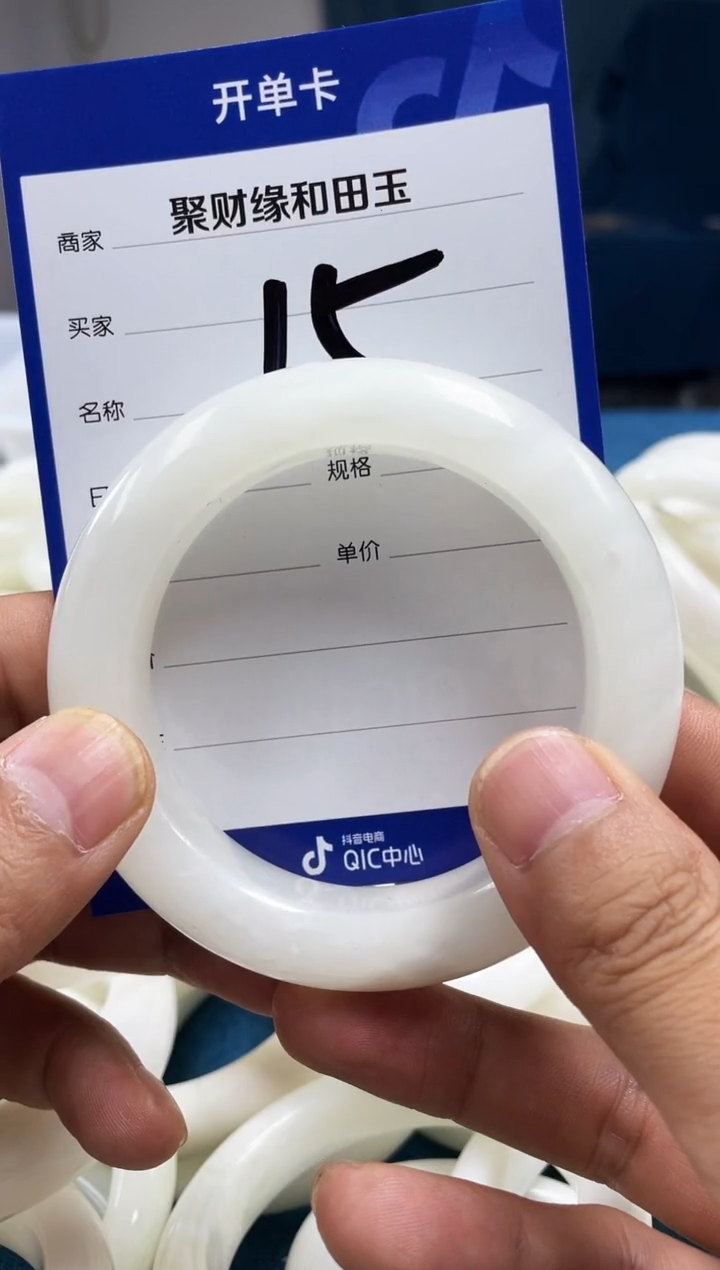 开单卡
商家 聚财缘和田玉
买家
名称
规格
单价
抖音电商
QIC中心